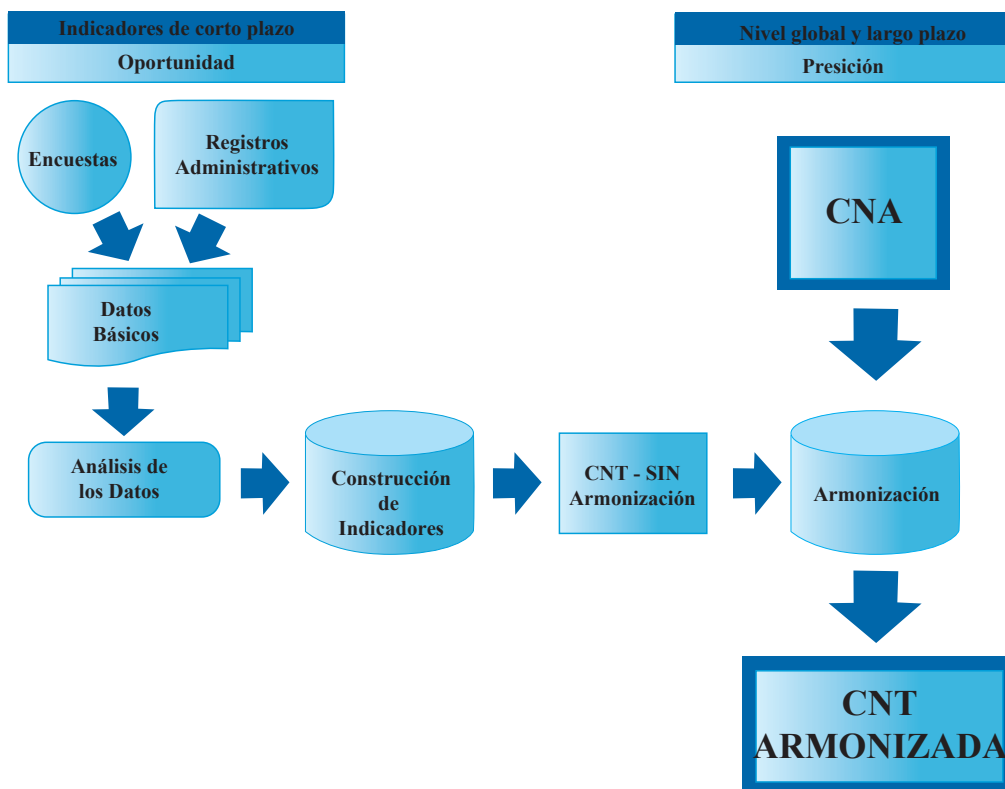 Indicadores de corto plazo
Oportunidad
Nivel global y largo plazo
Presición
Encuestas
Registros
Administrativos
CNA
Datos
Básicos
Análisis de
los Datos
Construcción
de
Indicadores
CNT - SIN
Armonización
Armonización
CNT
ARMONIZADA